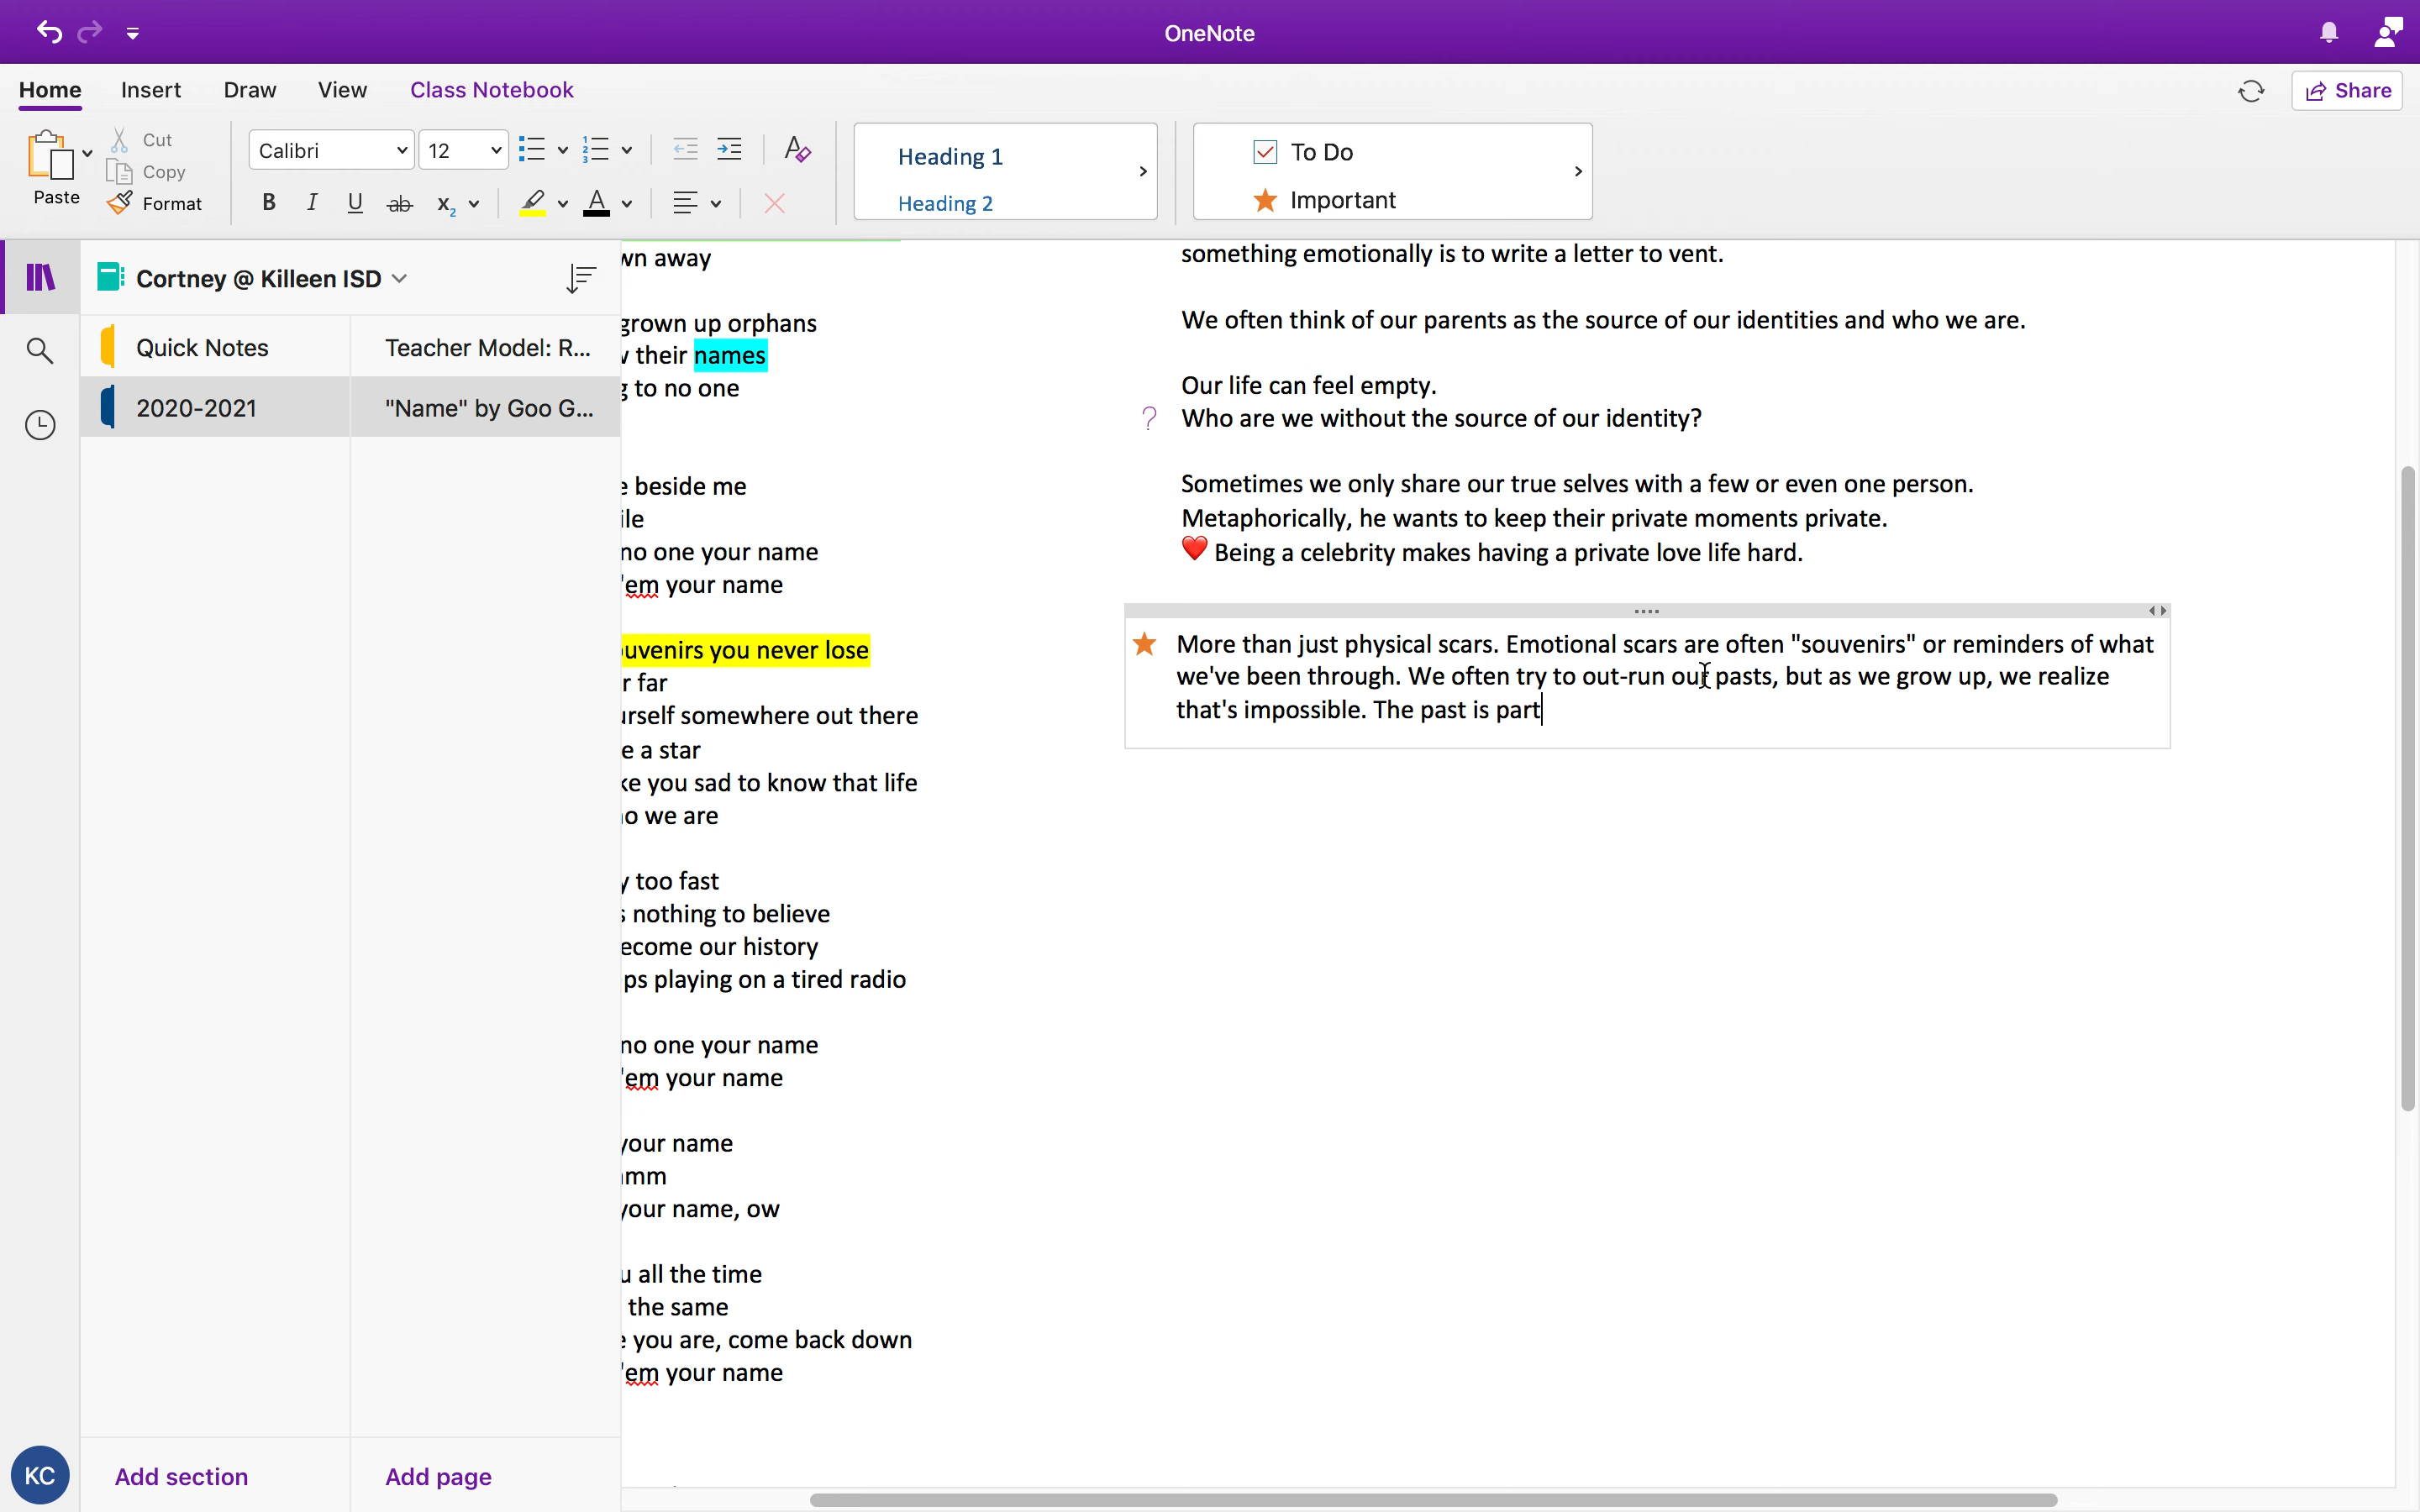 OneNote
Home Insert Draw View Class Notebook Share
Paste Cut Copy Format
Calibri 12
Heading 1
Heading 2
To Do
Important
Cortney @ Killeen ISD
Quick Notes
2020-2021
Teacher Model: R...
"Name" by Goo G...
wn away
grown up orphans
their names
to no one
beside me
ile
no one your name
'em your name
uvenirs you never lose
r far
urself somewhere out there
e a star
ke you sad to know that life
o we are
y too fast
s nothing to believe
ecome our history
ps playing on a tired radio
no one your name
'em your name
your name
mm
your name, ow
u all the time
the same
e you are, come back down
'em your name
something emotionally is to write a letter to vent.
We often think of our parents as the source of our identities and who we are.
Our life can feel empty.
? Who are we without the source of our identity?
Sometimes we only share our true selves with a few or even one person.
Metaphorically, he wants to keep their private moments private.
Being a celebrity makes having a private love life hard.
More than just physical scars. Emotional scars are often "souvenirs" or reminders of what
we've been through. We often try to out-run our pasts, but as we grow up, we realize
that's impossible. The past is part
Add section
Add page
KC